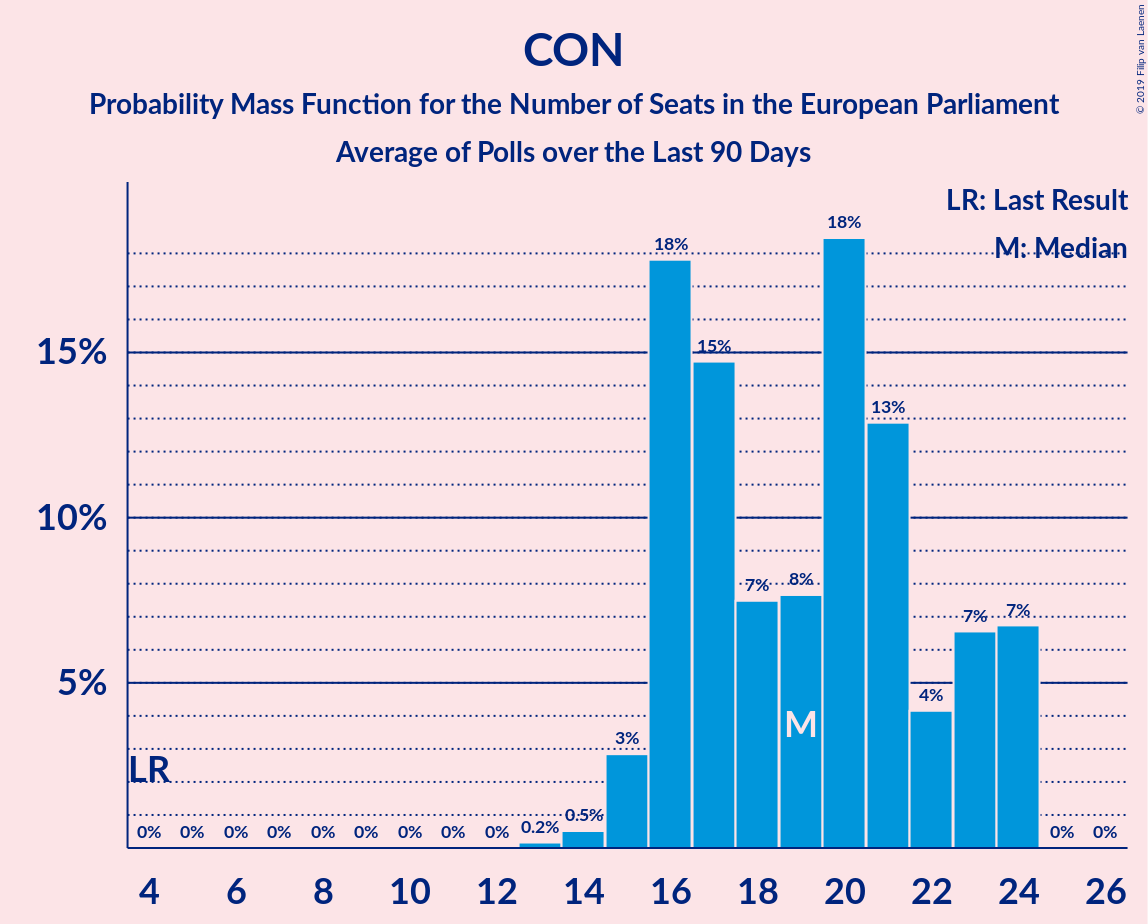 CON
Probability Mass Function for the Number of Seats in the European Parliament
Average of Polls over the Last 90 Days
© 2019 Filip van Laenen
LR: Last Result
M: Median
18%
18%
15%
15%
13%
10%
7%
8%
7%
7%
5%
4%
3%
M
LR
0% 0% 0% 0% 0% 0% 0% 0% 0% 0.2% 0.5% 0% 0%
4 6 8 10 12 14 16 18 20 22 24 26